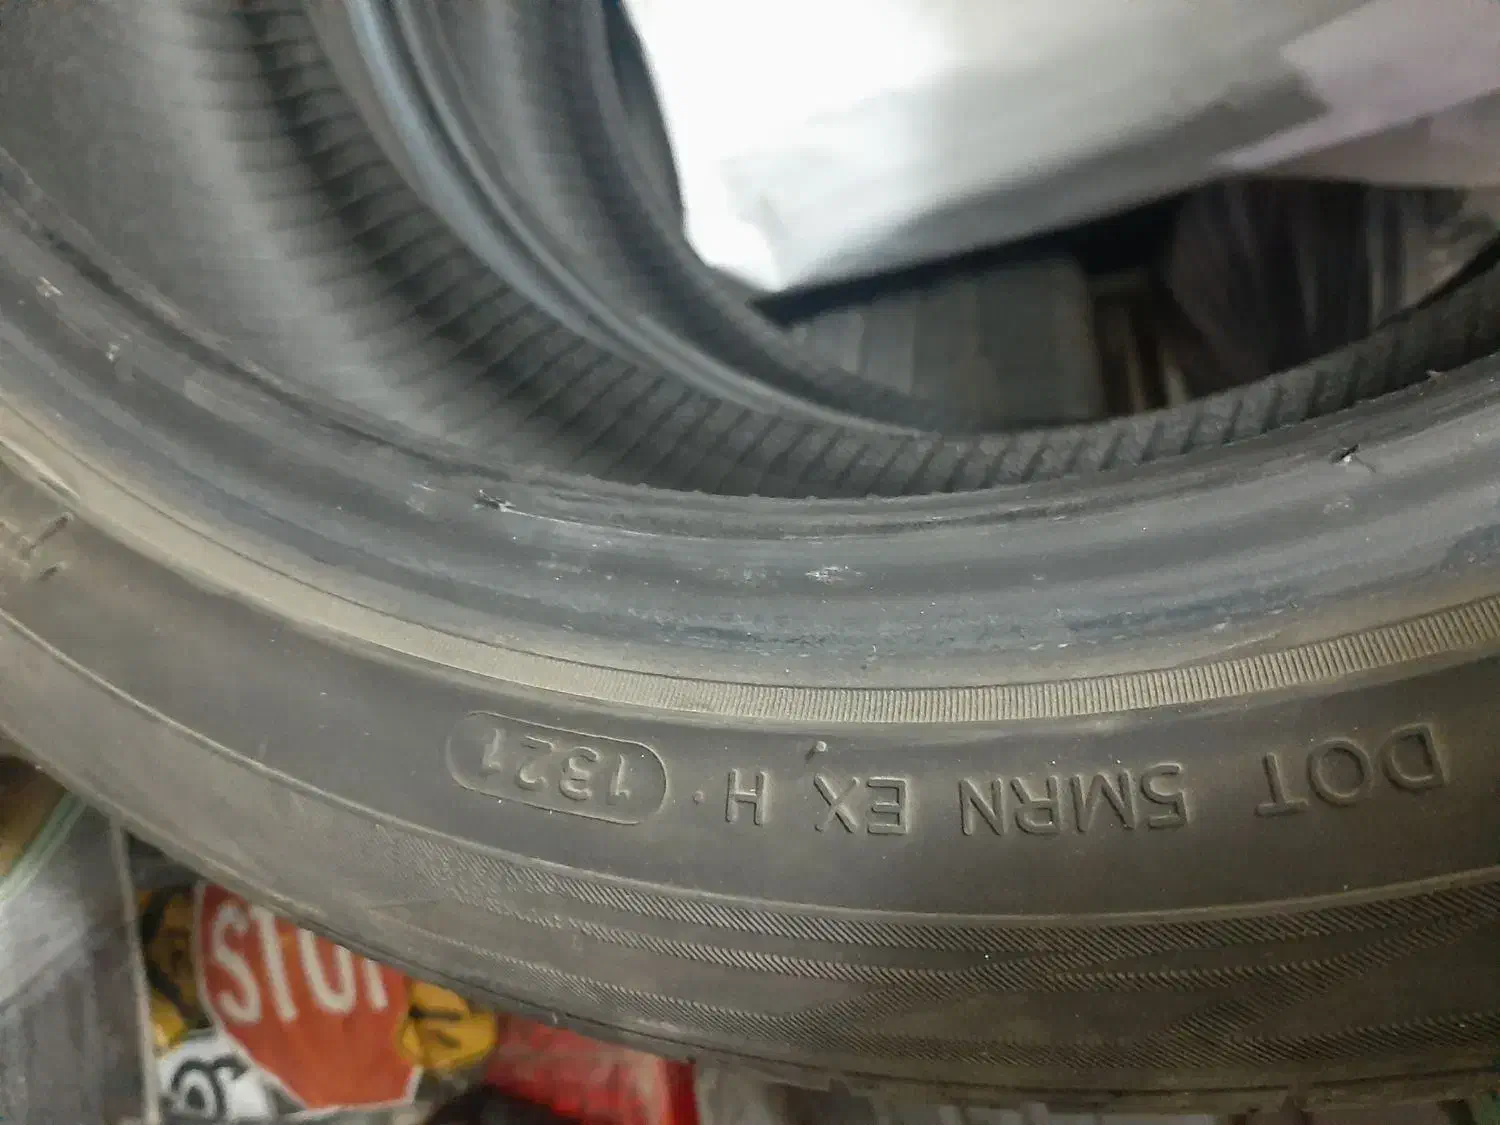 DOT 5MRN EX H · 1321
STOP